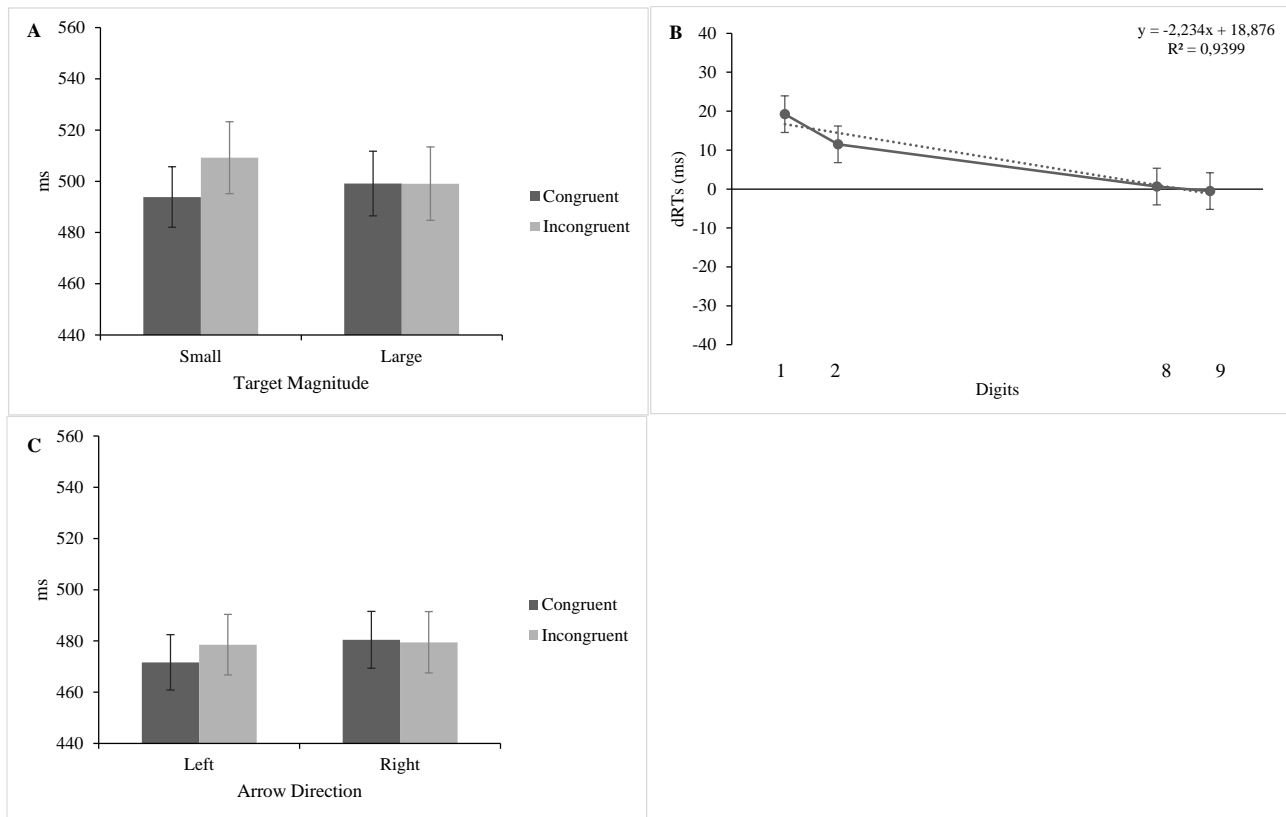 A
560
540
520
500
480
460
440
ms
Small Large
Target Magnitude
Congruent
Incongruent
B
y = -2,234x + 18,876
R² = 0,9399
40
30
20
10
0
-10
-20
-30
-40
dRTs (ms)
1 2 8 9
Digits
C
560
540
520
500
480
460
440
ms
Left Right
Arrow Direction
Congruent
Incongruent